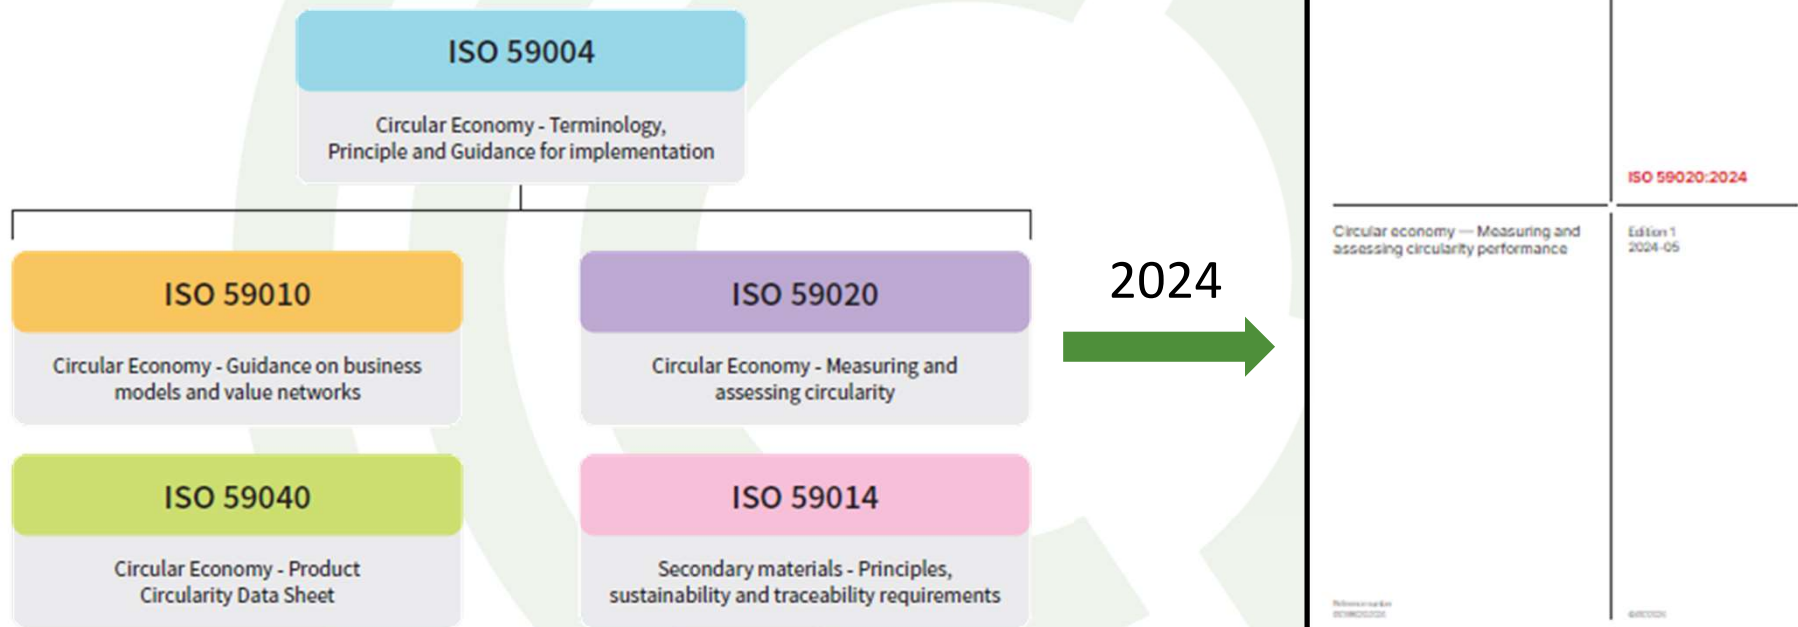 ISO 59004
Circular Economy - Terminology,
Principle and Guidance for implementation
ISO 59010
Circular Economy - Guidance on business
models and value networks
ISO 59020
Circular Economy - Measuring and
assessing circularity
ISO 59040
Circular Economy - Product
Circularity Data Sheet
ISO 59014
Secondary materials - Principles,
sustainability and traceability requirements
2024
ISO 59020:2024
Circular economy — Measuring and
assessing circularity performance
Edition 1
2024-05
Reference number